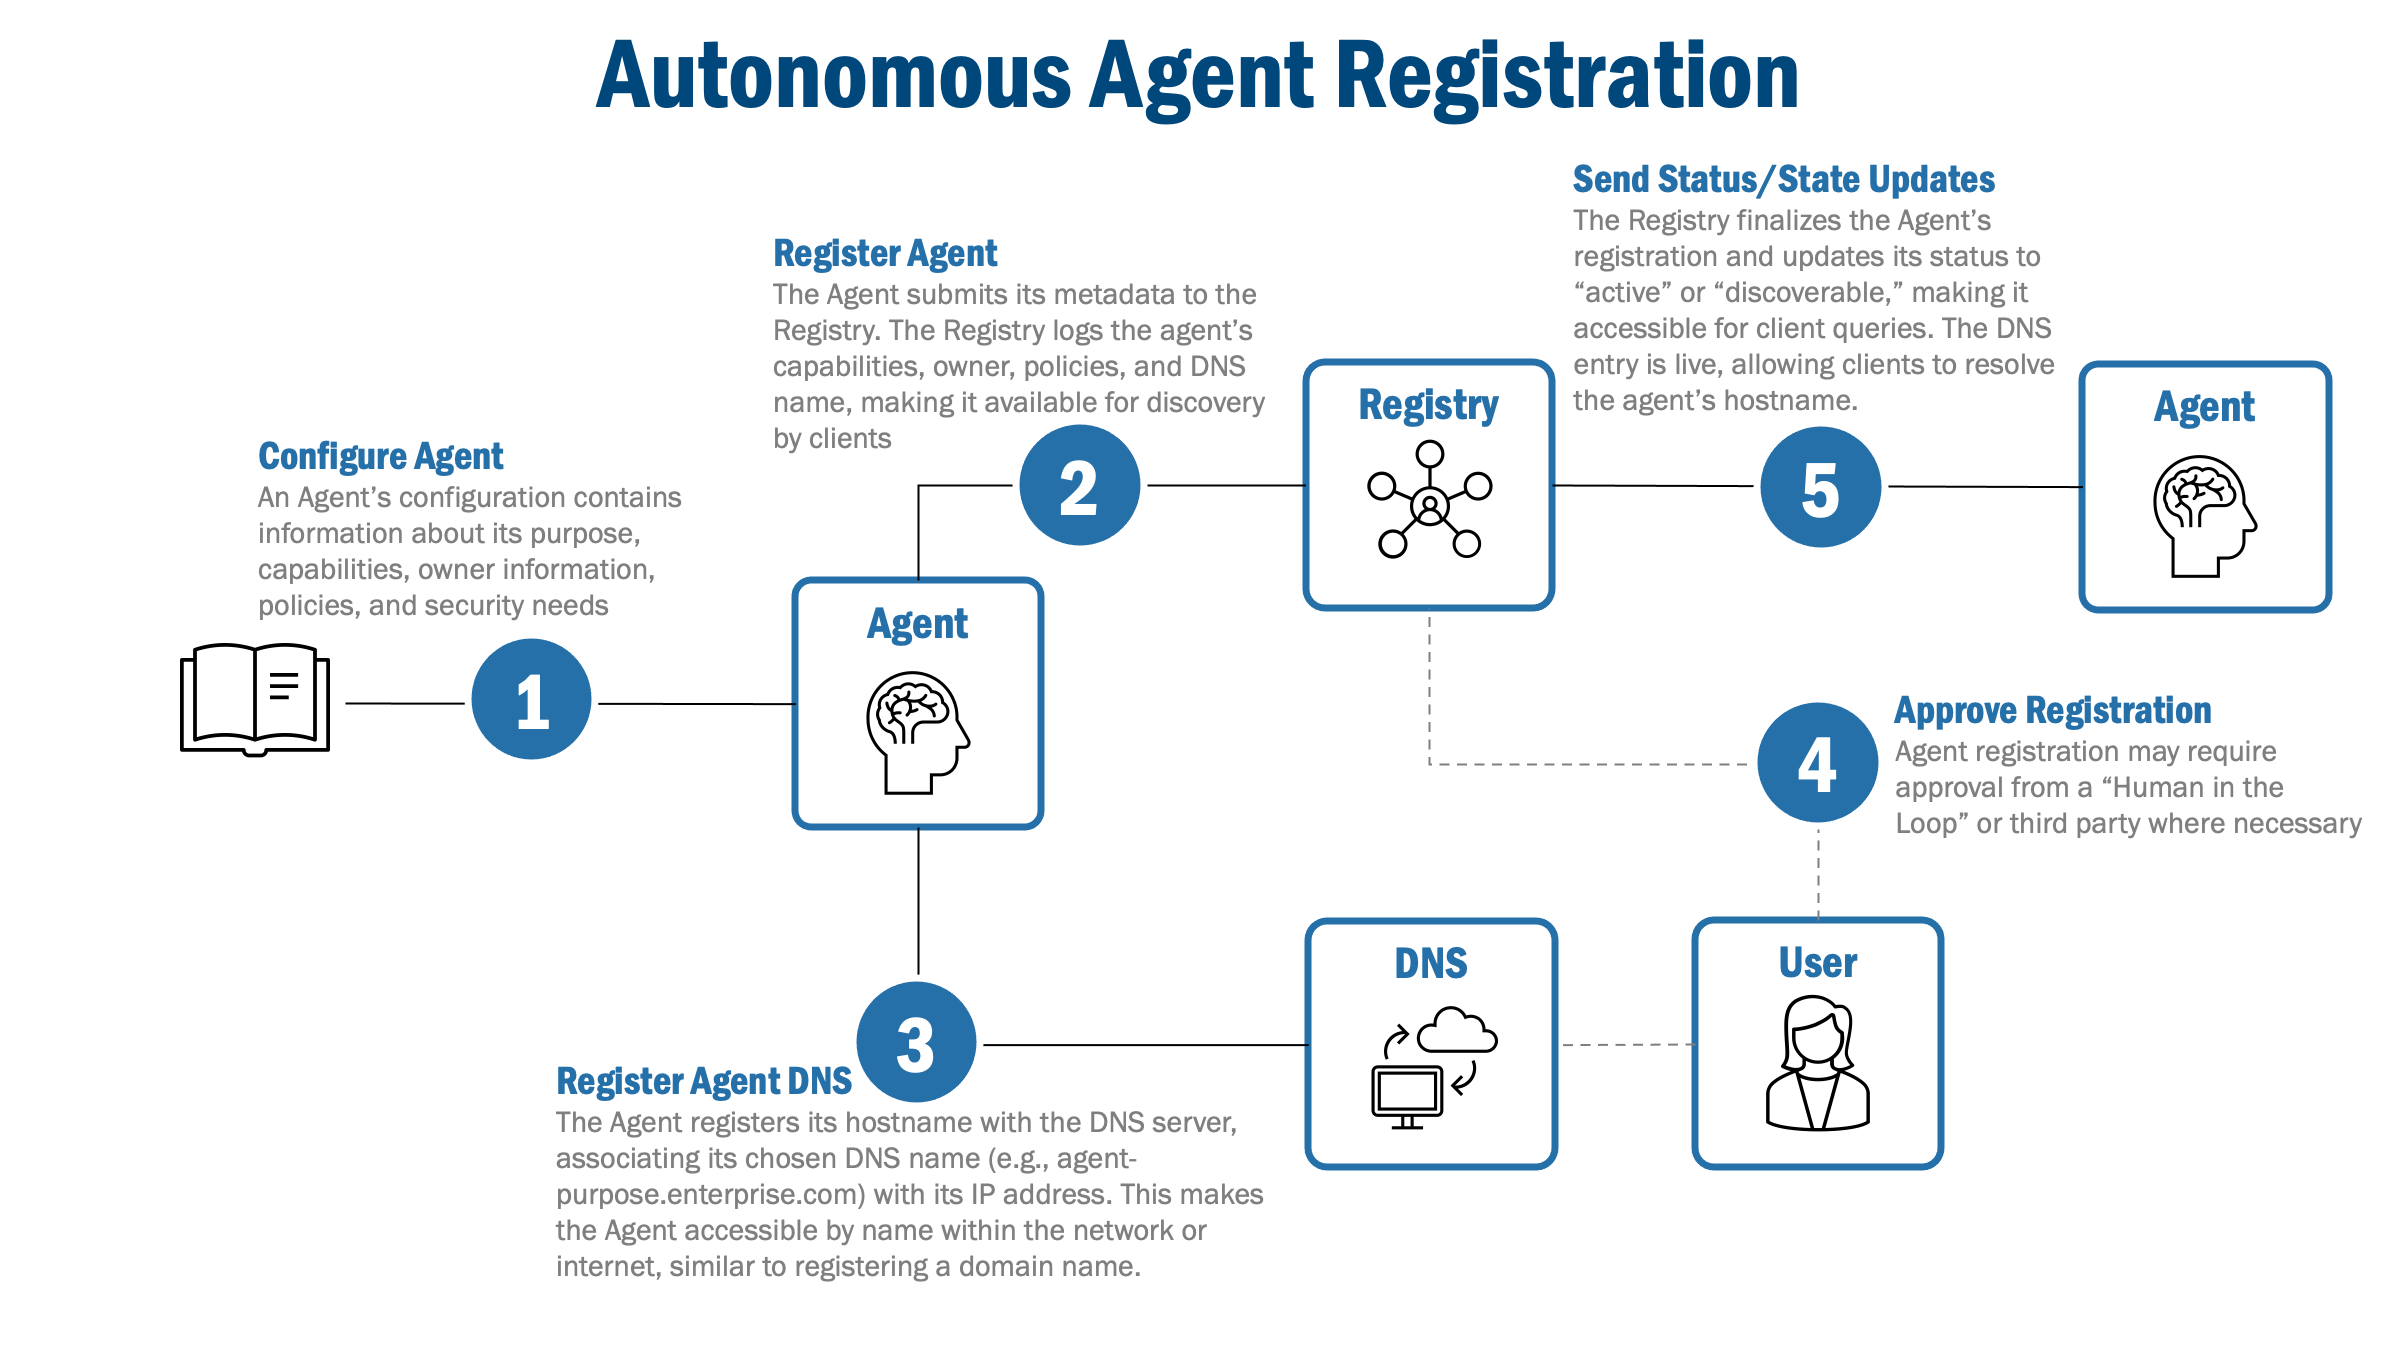 Autonomous Agent Registration
Configure Agent
An Agent’s configuration contains
information about its purpose,
capabilities, owner information,
policies, and security needs
1
Agent
Register Agent
The Agent submits its metadata to the
Registry. The Registry logs the agent’s
capabilities, owner, policies, and DNS
name, making it available for discovery
by clients
2
Registry
Register Agent DNS
3
The Agent registers its hostname with the DNS server,
associating its chosen DNS name (e.g., agent-
purpose.enterprise.com) with its IP address. This makes
the Agent accessible by name within the network or
internet, similar to registering a domain name.
DNS
User
4
Approve Registration
Agent registration may require
approval from a “Human in the
Loop” or third party where necessary
Send Status/State Updates
The Registry finalizes the Agent’s
registration and updates its status to
“active” or “discoverable,” making it
accessible for client queries. The DNS
entry is live, allowing clients to resolve
the agent’s hostname.
5
Agent